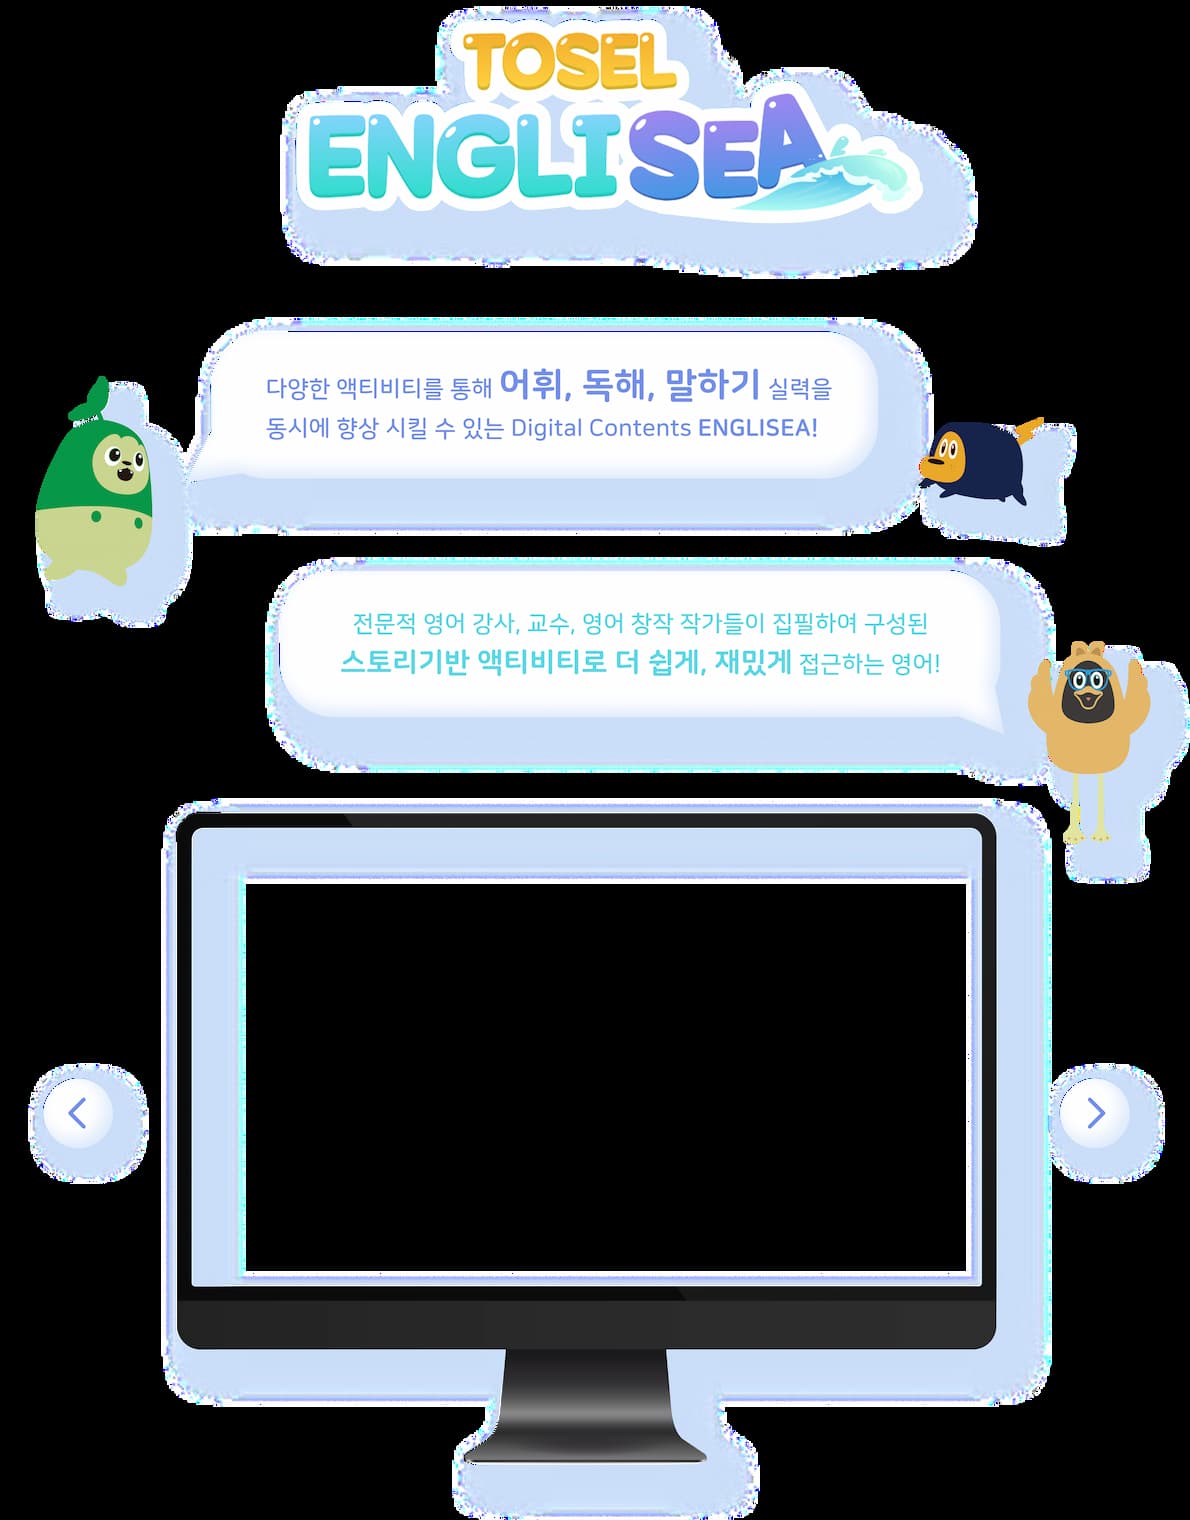 TOSEL
ENGLISEA
다양한 액티비티를 통해 어휘, 독해, 말하기 실력을
동시에 향상 시킬 수 있는 Digital Contents ENGLISEA!
전문적 영어 강사, 교수, 영어 창작 작가들이 집필하여 구성된
스토리기반 액티비티로 더 쉽게, 재밌게 접근하는 영어!